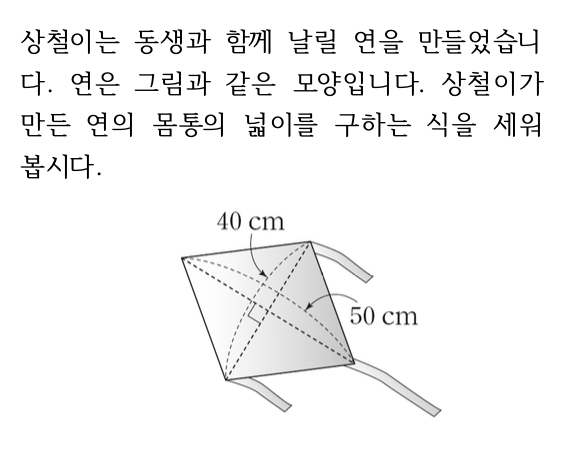 상철이는 동생과 함께 날릴 연을 만들었습니
다. 연은 그림과 같은 모양입니다. 상철이가
만든 연의 몸통의 넓이를 구하는 식을 세워
봅시다.
40 cm
50 cm